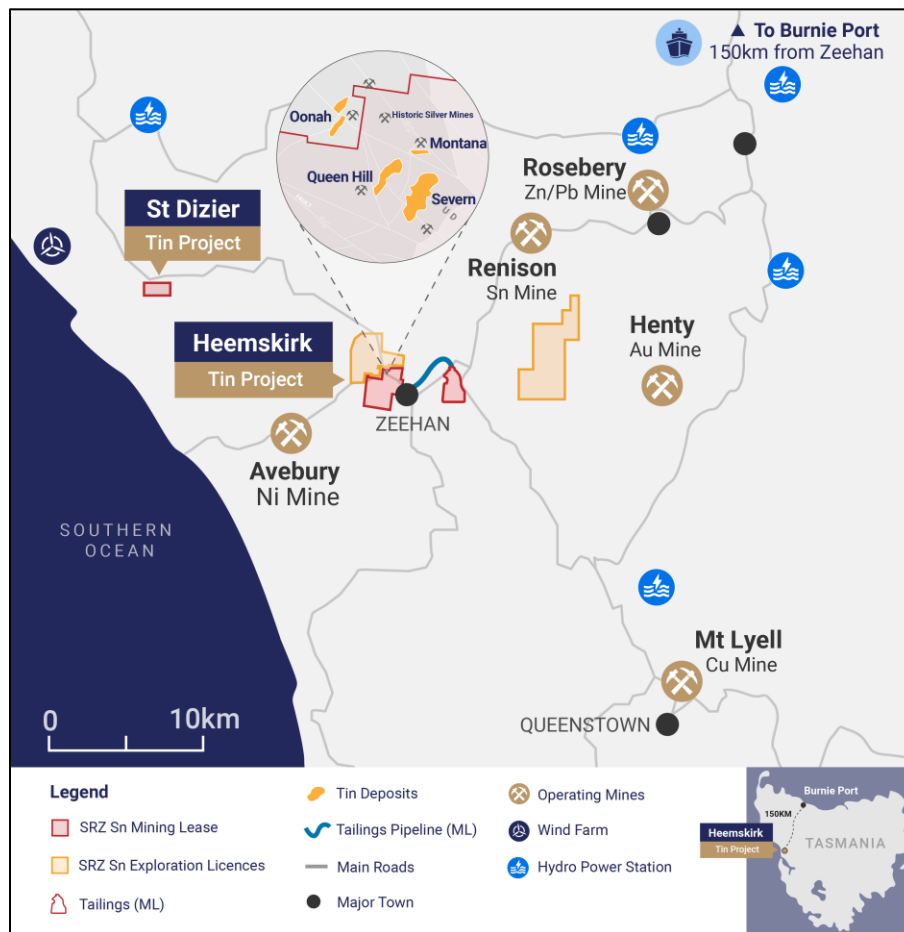 ▲ To Burnie Port
150km from Zeehan
Oonah
Historic Silver Mines
Montana
Queen Hill
Severn
Rosebery
Zn/Pb Mine
St Dizier
Tin Project
Renison
Sn Mine
Heemskirk
Tin Project
Henty
Au Mine
ZEEHAN
Avebury
Ni Mine
SOUTHERN
OCEAN
Mt Lyell
Cu Mine
0 10km
QUEENSTOWN
Legend
SRZ Sn Mining Lease
SRZ Sn Exploration Licences
Tailings (ML)
Tin Deposits
Tailings Pipeline (ML)
Main Roads
Major Town
Operating Mines
Wind Farm
Hydro Power Station
Burnie Port
150KM
Heemskirk
Tin Project
TASMANIA